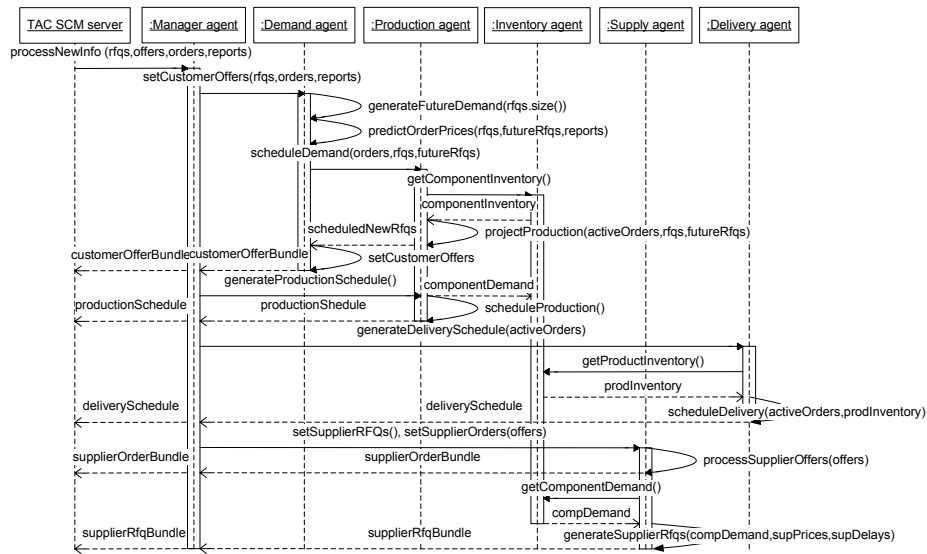 TAC SCM server :Manager agent :Demand agent :Production agent :Inventory agent :Supply agent :Delivery agent
processNewInfo (rfqs,offers,orders,reports)
setCustomerOffers(rfqs,orders,reports)
generateFutureDemand(rfqs.size())
predictOrderPrices(rfqs,futureRfqs,reports)
scheduleDemand(orders,rfqs,futureRfqs)
getComponentInventory()
componentInventory
scheduledNewRfqs projectProduction(activeOrders,rfqs,futureRfqs)
customerOfferBundle customerOfferBundle setCustomerOffers
generateProductionSchedule() componentDemand
productionSchedule productionShedule scheduleProduction()
generateDeliverySchedule(activeOrders)
getProductInventory()
prodInventory
deliverySchedule deliverySchedule scheduleDelivery(activeOrders,prodInventory)
setSupplierRFQs(), setSupplierOrders(offers)
supplierOrderBundle supplierOrderBundle processSupplierOffers(offers)
getComponentDemand()
compDemand
supplierRfqBundle supplierRfqBundle generateSupplierRfqs(compDemand,supPrices,supDelays)